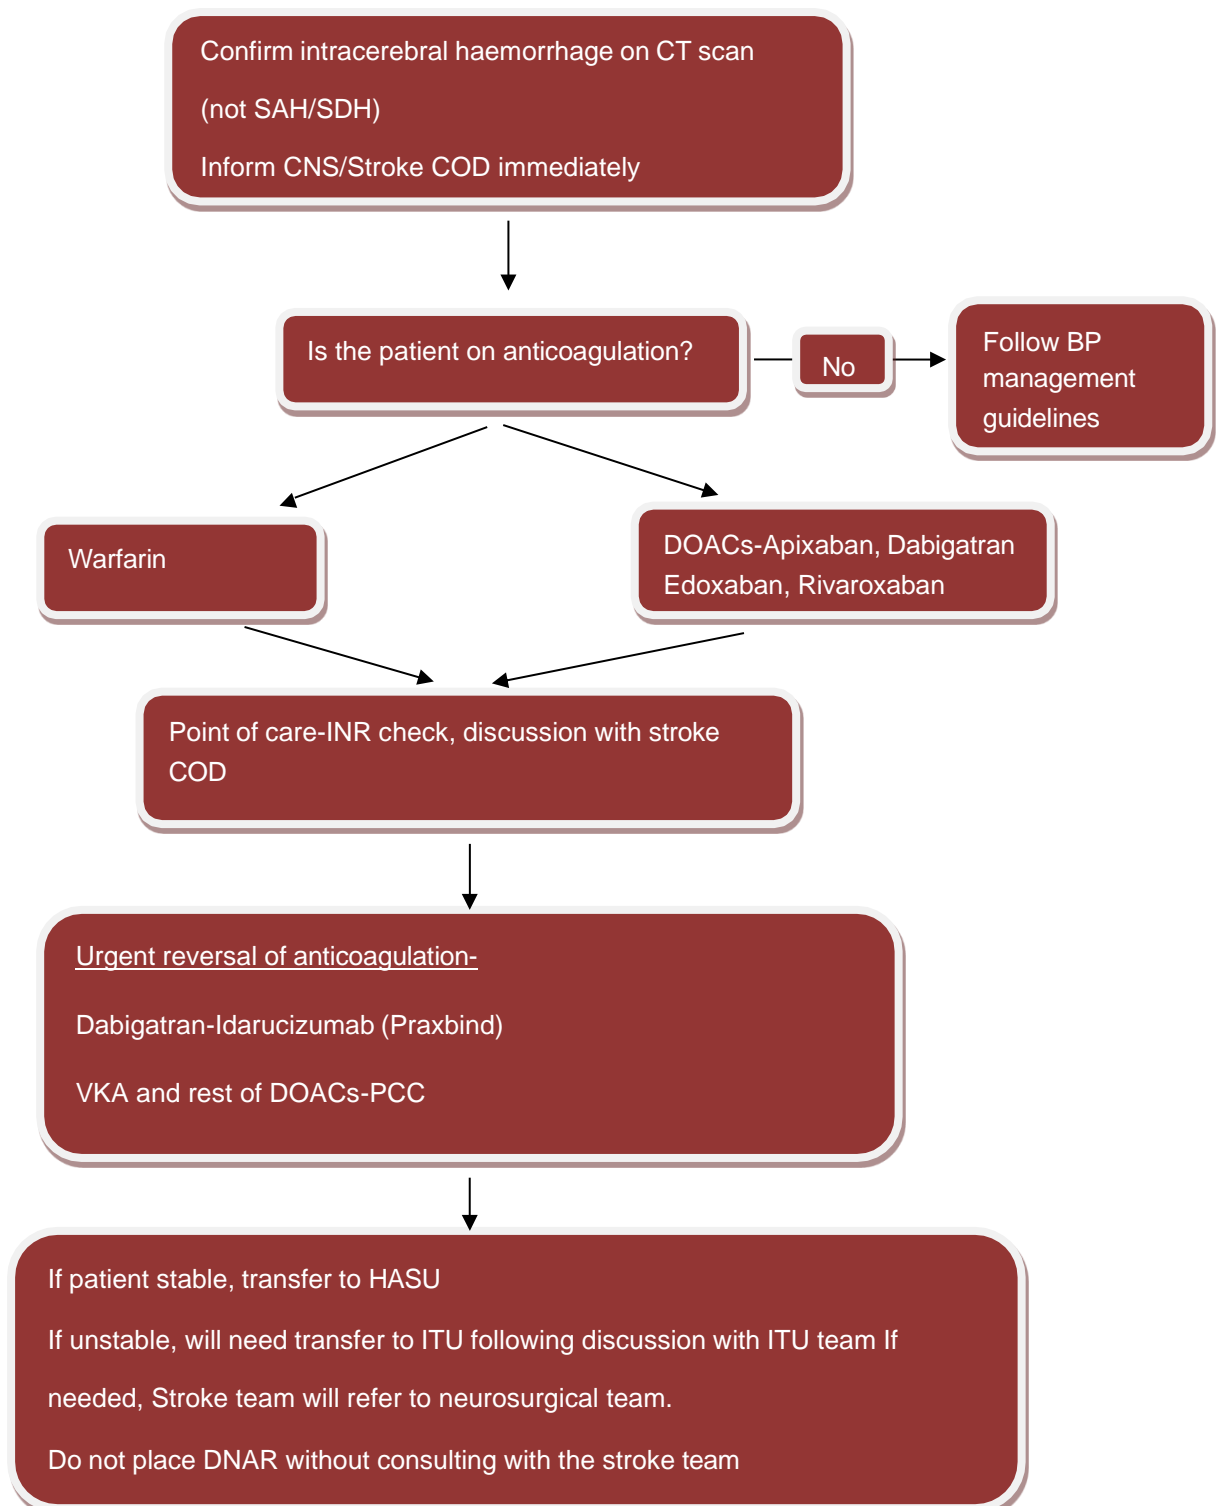 Confirm intracerebral haemorrhage on CT scan
(not SAH/SDH)
Inform CNS/Stroke COD immediately
Is the patient on anticoagulation?
No
Follow BP
management
guidelines
Warfarin
DOACs-Apixaban, Dabigatran
Edoxaban, Rivaroxaban
Point of care-INR check, discussion with stroke
COD
Urgent reversal of anticoagulation-
Dabigatran-Idarucizumab (Praxbind)
VKA and rest of DOACs-PCC
If patient stable, transfer to HASU
If unstable, will need transfer to ITU following discussion with ITU team If
needed, Stroke team will refer to neurosurgical team.
Do not place DNAR without consulting with the stroke team